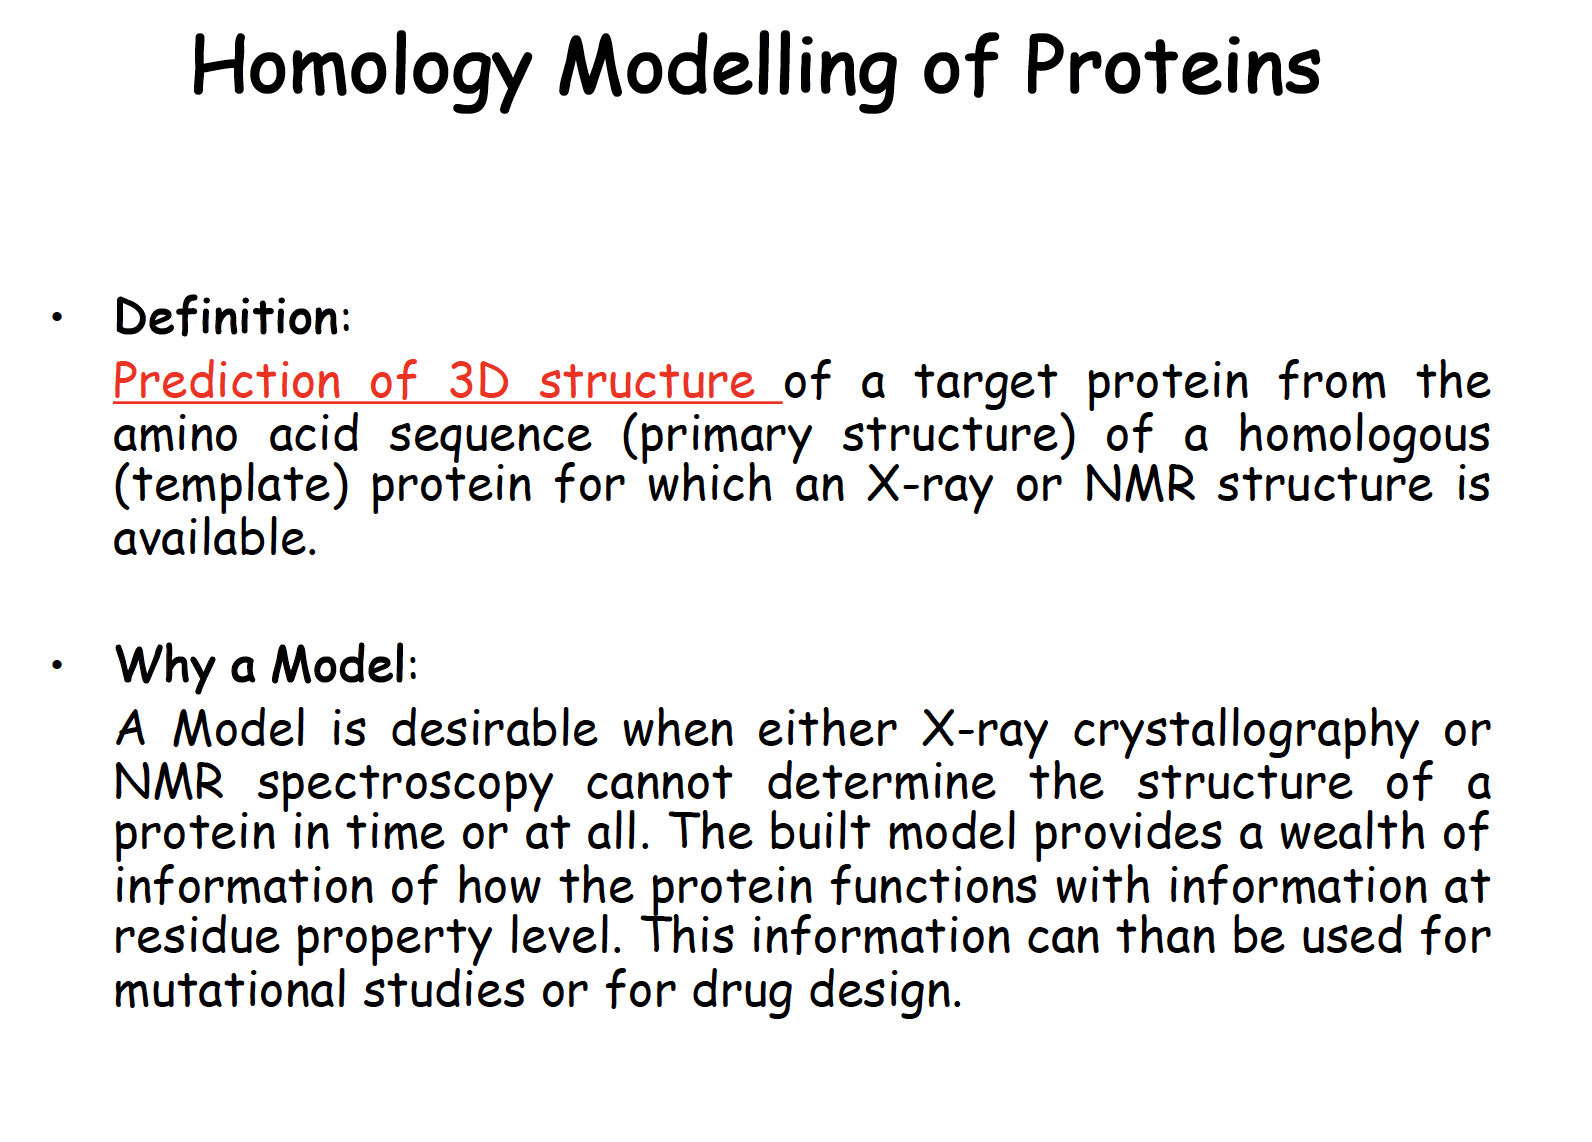 Homology Modelling of Proteins
• Definition:
Prediction of 3D structure of a target protein from the
amino acid sequence (primary structure) of a homologous
(template) protein for which an X-ray or NMR structure is
available.
• Why a Model:
A Model is desirable when either X-ray crystallography or
NMR spectroscopy cannot determine the structure of a
protein in time or at all. The built model provides a wealth of
information of how the protein functions with information at
residue property level. This information can than be used for
mutational studies or for drug design.